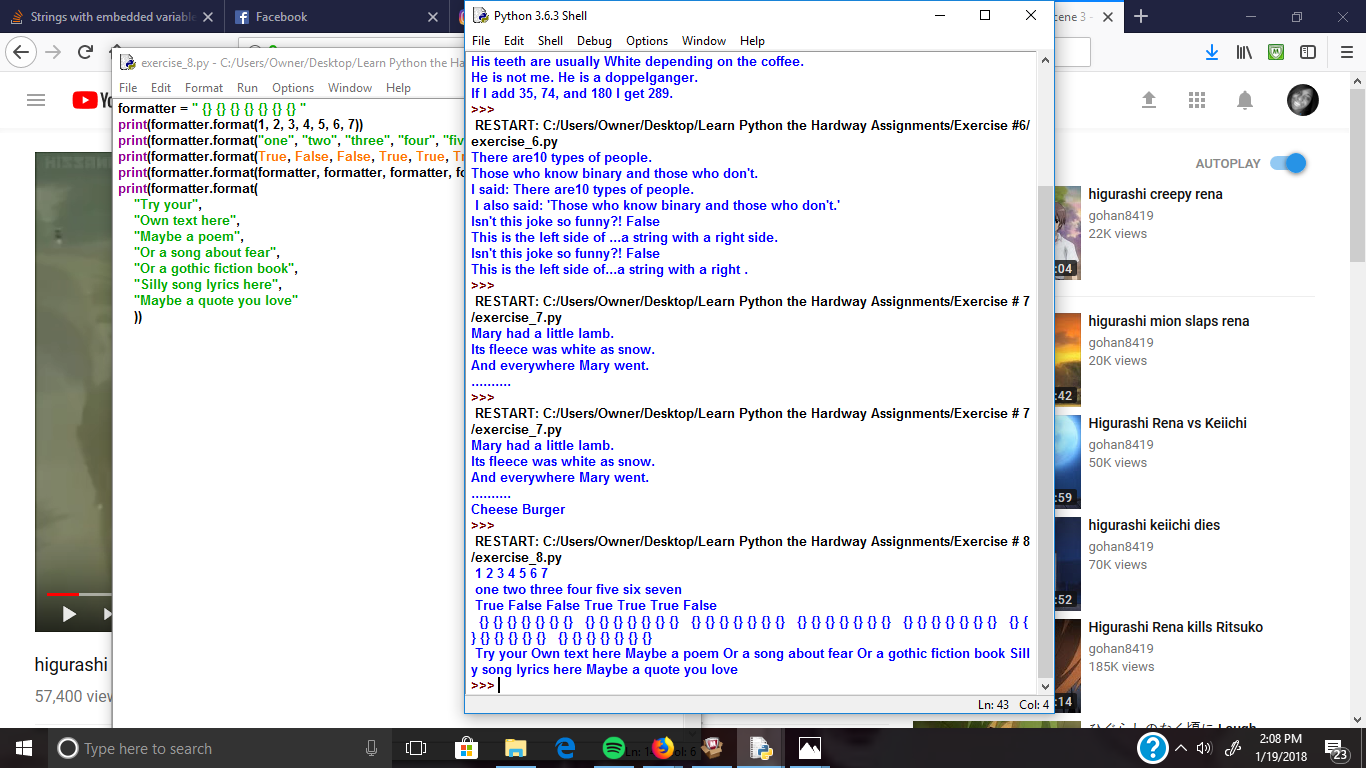 Strings with embedded variable
Facebook
cene 3 -
Python 3.6.3 Shell
File Edit Shell Debug Options Window Help
exercise_8.py - C:/Users/Owner/Desktop/Learn Python the Ha
File Edit Format Run Options Window Help
formatter = " {} {} {} {} {} {} {} "
print(formatter.format(1, 2, 3, 4, 5, 6, 7))
print(formatter.format("one", "two", "three", "four", "fiv
print(formatter.format(True, False, False, True, True, Tr
print(formatter.format(formatter, formatter, formatter, fo
print(formatter.format(
"Try your",
"Own text here",
"Maybe a poem",
"Or a song about fear",
"Or a gothic fiction book",
"Silly song lyrics here",
"Maybe a quote you love"
))
His teeth are usually White depending on the coffee.
He is not me. He is a doppelganger.
If I add 35, 74, and 180 I get 289.
>>>
RESTART: C:/Users/Owner/Desktop/Learn Python the Hardway Assignments/Exercise #6/
exercise_6.py
There are10 types of people.
Those who know binary and those who don't.
I said: There are10 types of people.
I also said: 'Those who know binary and those who don't.'
Isn't this joke so funny?! False
This is the left side of ...a string with a right side.
Isn't this joke so funny?! False
This is the left side of...a string with a right .
>>>
RESTART: C:/Users/Owner/Desktop/Learn Python the Hardway Assignments/Exercise # 7
/exercise_7.py
Mary had a little lamb.
Its fleece was white as snow.
And everywhere Mary went.
..........
>>>
RESTART: C:/Users/Owner/Desktop/Learn Python the Hardway Assignments/Exercise # 7
/exercise_7.py
Mary had a little lamb.
Its fleece was white as snow.
And everywhere Mary went.
..........
Cheese Burger
>>>
RESTART: C:/Users/Owner/Desktop/Learn Python the Hardway Assignments/Exercise # 8
/exercise_8.py
1 2 3 4 5 6 7
one two three four five six seven
True False False True True True False
{} {} {} {} {} {} {} {} {} {} {} {} {} {} {} {} {} {} {} {} {} {} {} {} {} {} {} {} {} {} {} {} {} {} {} {} {
} {} {} {} {} {} {} {} {} {} {} {} {}
Try your Own text here Maybe a poem Or a song about fear Or a gothic fiction book Sill
y song lyrics here Maybe a quote you love
>>>
Ln: 43 Col: 4
AUTOPLAY
higurashi creepy rena
gohan8419
22K views
:04
higurashi mion slaps rena
gohan8419
20K views
:42
Higurashi Rena vs Keiichi
gohan8419
50K views
:59
higurashi keiichi dies
gohan8419
70K views
:52
Higurashi Rena kills Ritsuko
gohan8419
185K views
:14
higurashi
57,400 view
Type here to search
2:08 PM
1/19/2018
23